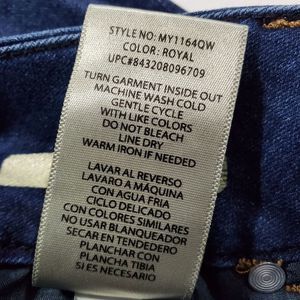 STYLE NO: MY1164QW
COLOR: ROYAL
UPC#843208096709
TURN GARMENT INSIDE OUT
MACHINE WASH COLD
GENTLE CYCLE
WITH LIKE COLORS
DO NOT BLEACH
LINE DRY
WARM IRON IF NEEDED
LAVAR AL REVERSO
LAVARO A MÁQUINA
CON AGUA FRIA
CICLO DELICADO
CON COLORES SIMILARES
NO USAR BLANQUEADOR
SECAR EN TENDEDERO
PLANCHAR CON
PLANCHA TIBIA
SI ES NECESARIO